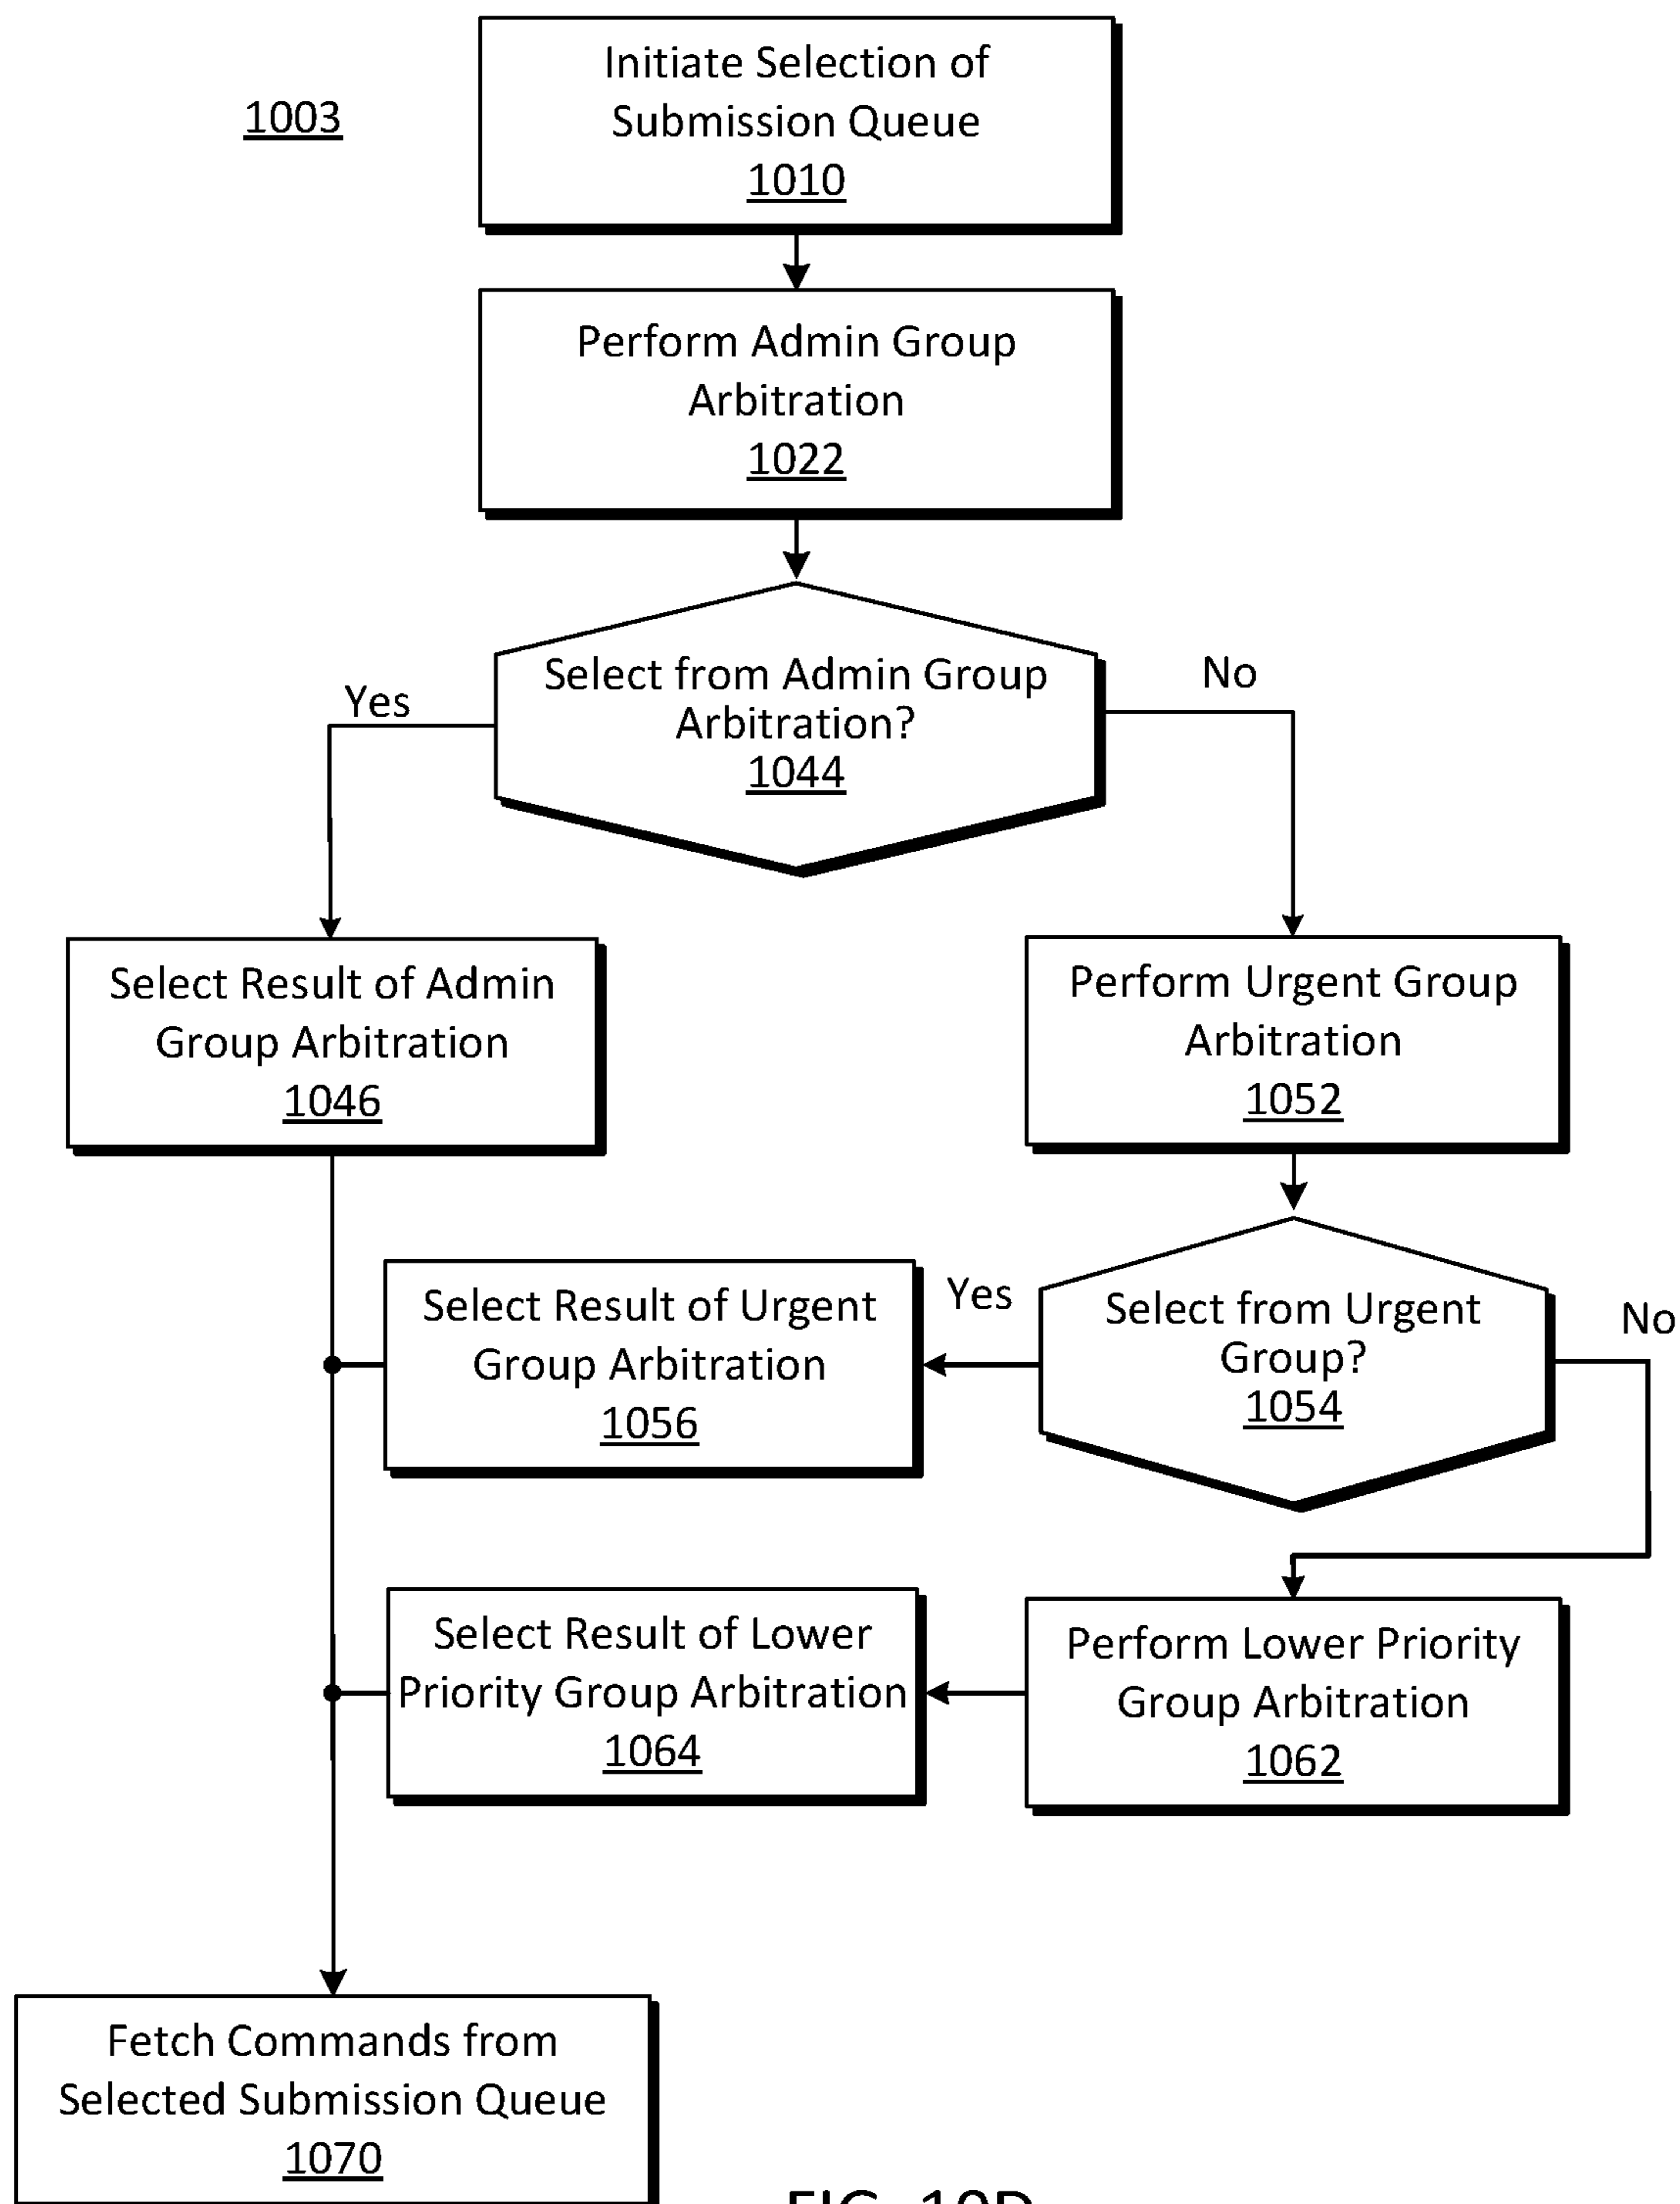 1003
Initiate Selection of
Submission Queue
1010
Perform Admin Group
Arbitration
1022
Select from Admin Group
Arbitration?
1044
Yes
No
Select Result of Admin
Group Arbitration
1046
Perform Urgent Group
Arbitration
1052
Select Result of Urgent
Group Arbitration
1056
Yes
Select from Urgent
Group?
1054
No
Select Result of Lower
Priority Group Arbitration
1064
Perform Lower Priority
Group Arbitration
1062
Fetch Commands from
Selected Submission Queue
1070
FIG. 10D